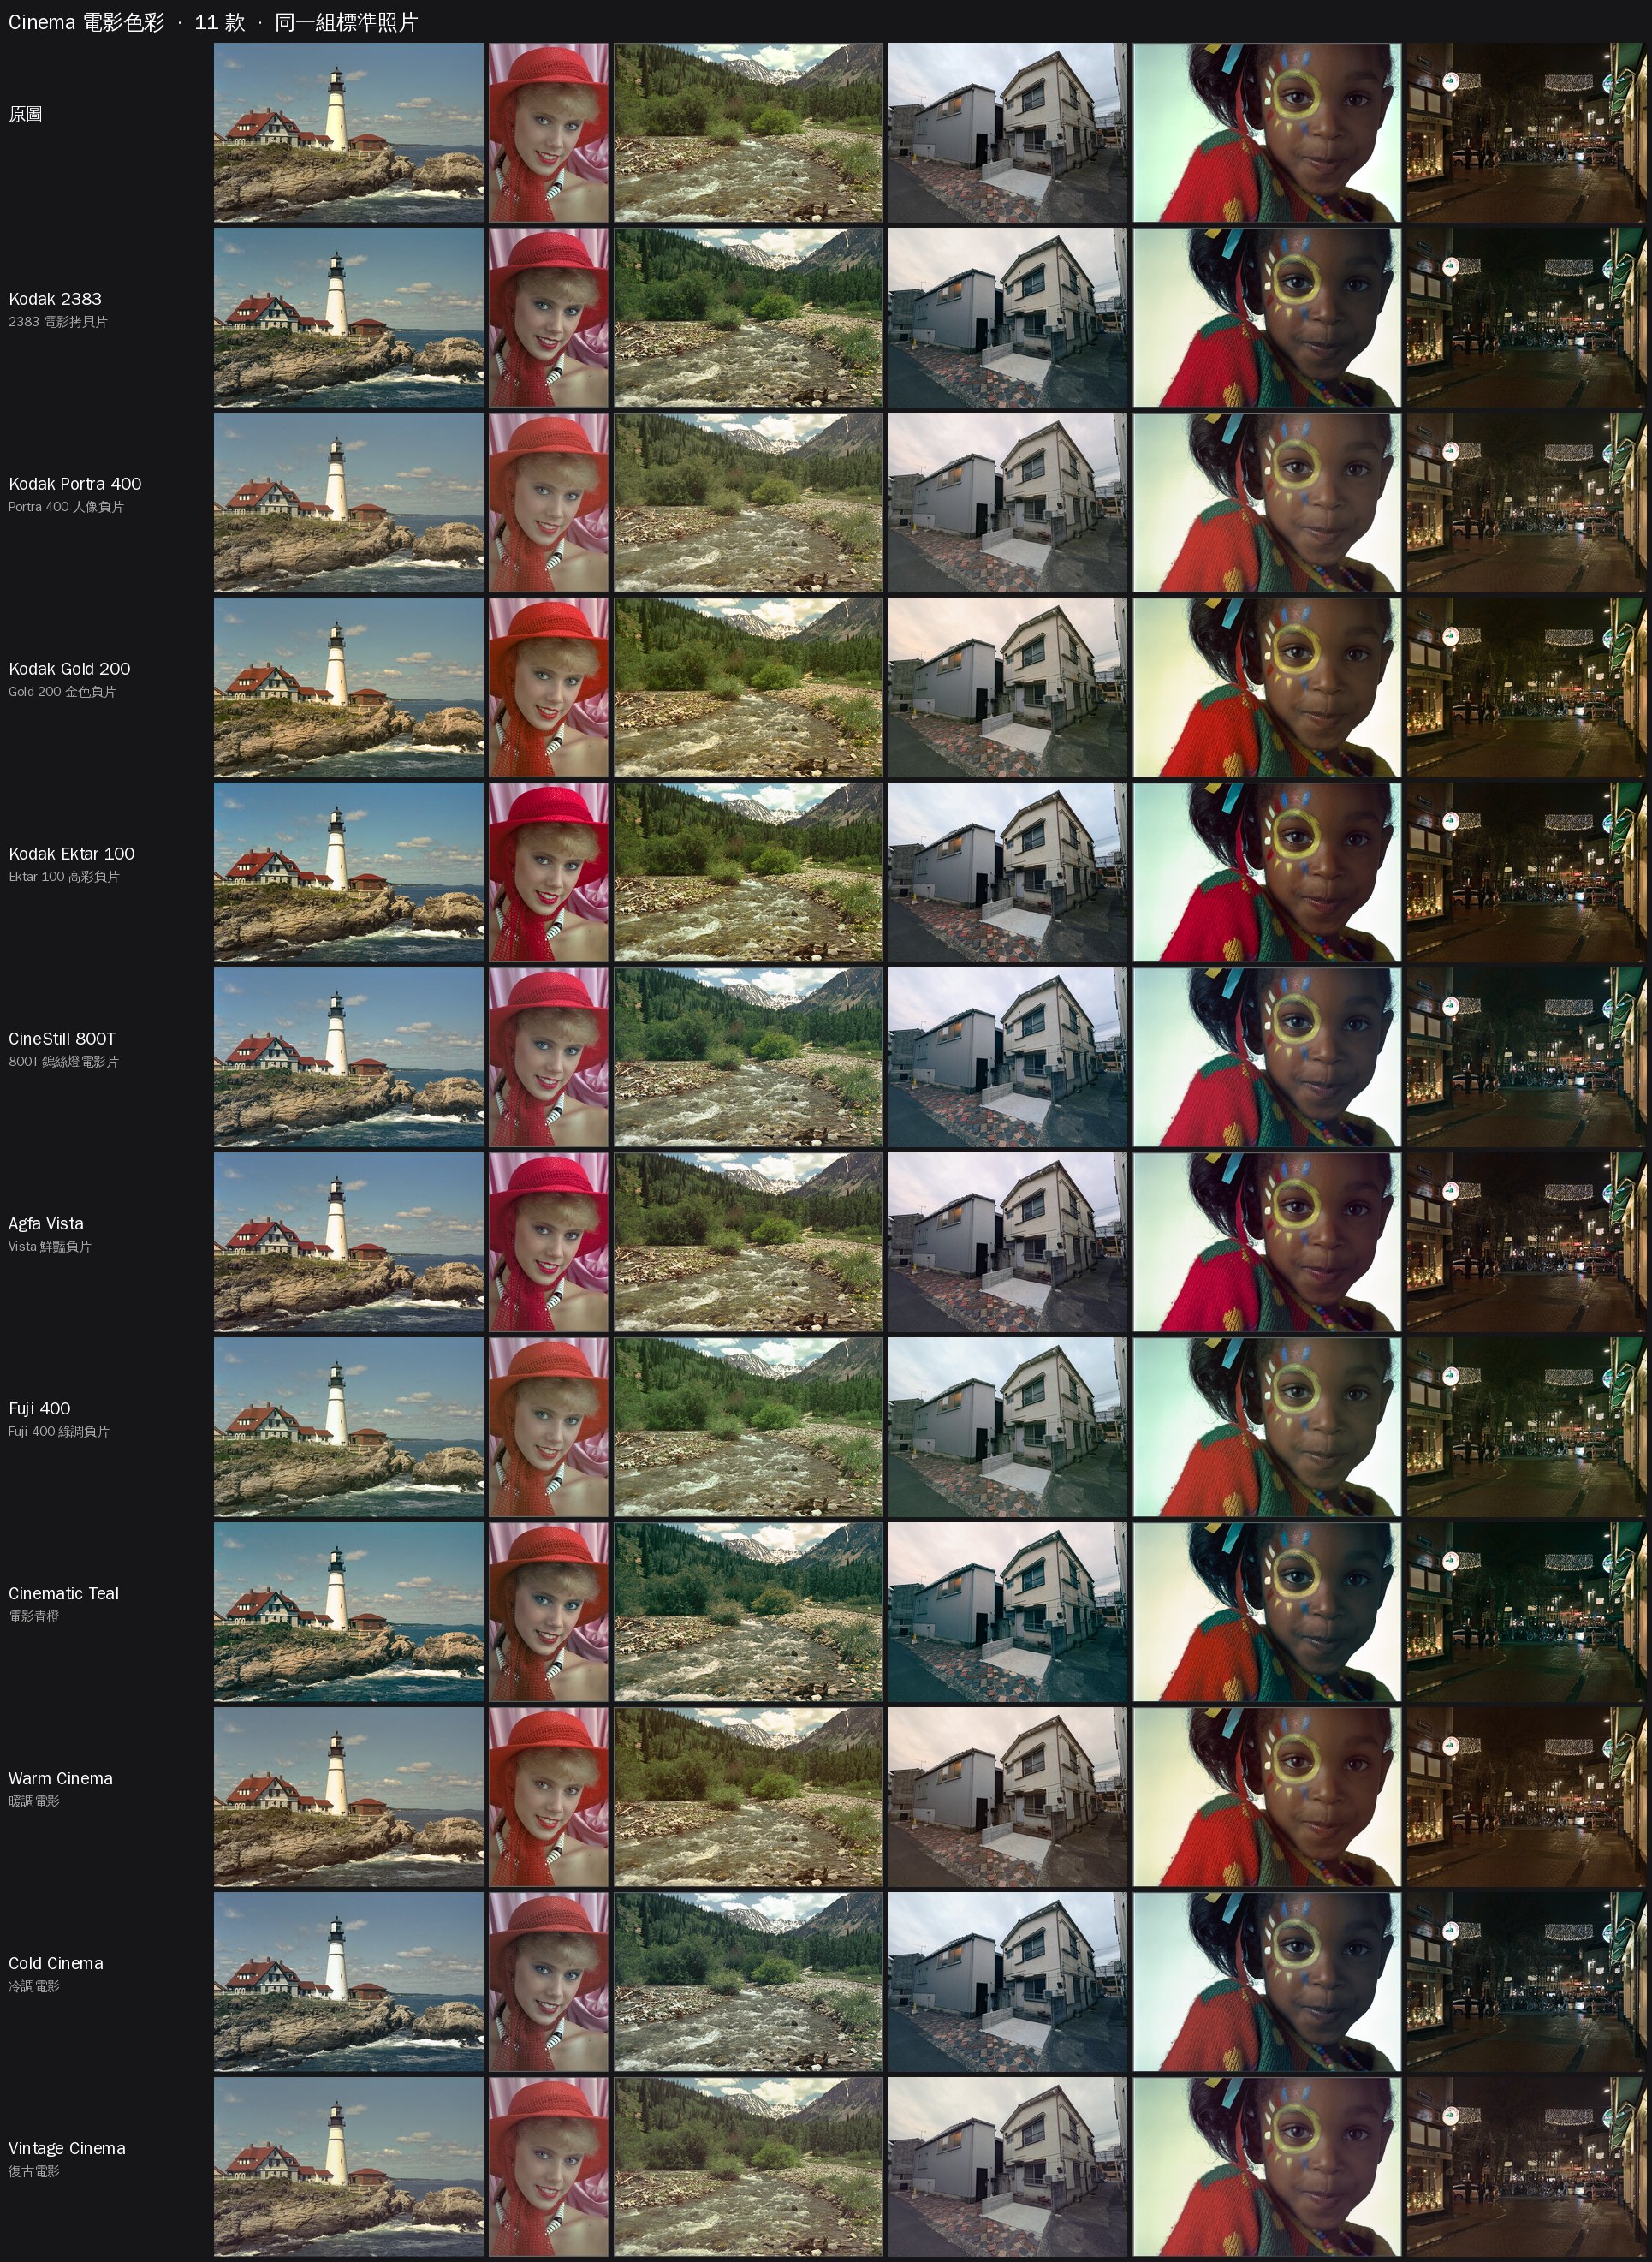 Cinema 電影色彩 · 11 款 · 同一組標準照片
原圖
Kodak 2383
2383 電影拷貝片
Kodak Portra 400
Portra 400 人像負片
Kodak Gold 200
Gold 200 金色負片
Kodak Ektar 100
Ektar 100 高彩負片
CineStill 800T
800T 鎢絲燈電影片
Agfa Vista
Vista 鮮豔負片
Fuji 400
Fuji 400 綠調負片
Cinematic Teal
電影青橙
Warm Cinema
暖調電影
Cold Cinema
冷調電影
Vintage Cinema
復古電影